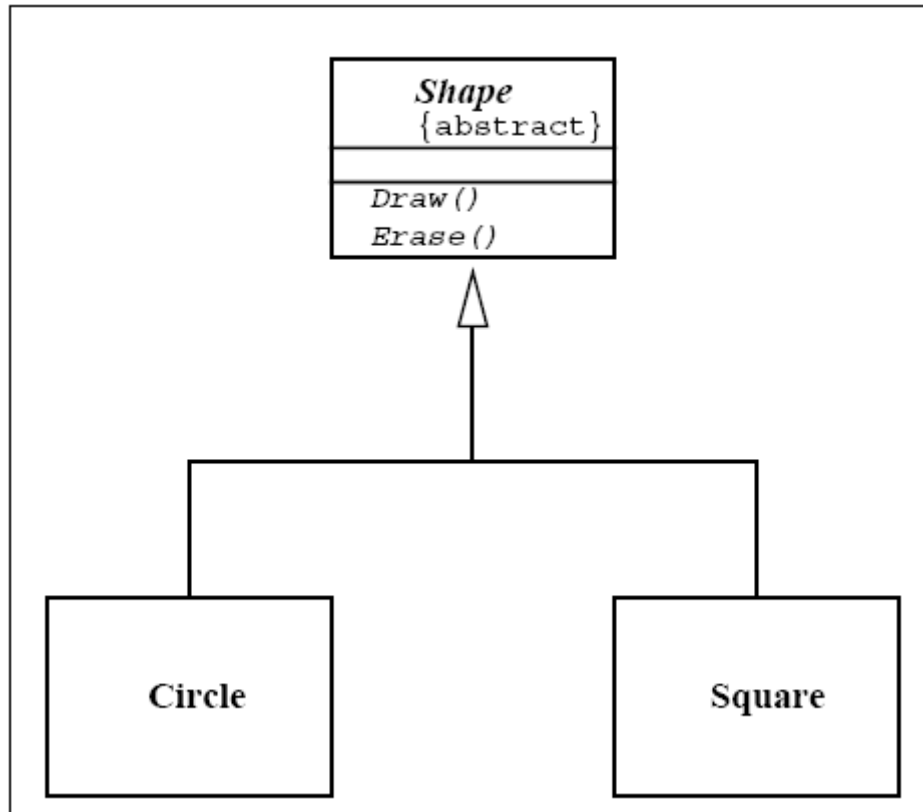 Shape
{abstract}
Draw()
Erase()
Circle
Square